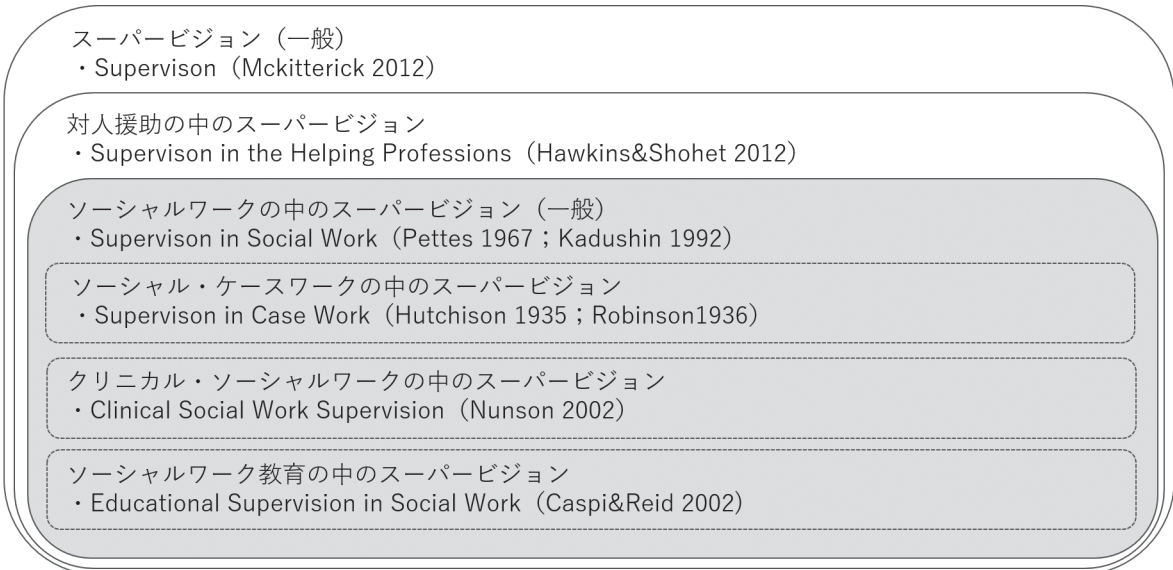 スーパービジョン（一般）
・Supervison（Mckitterick 2012）
対人援助の中のスーパービジョン
・Supervison in the Helping Professions（Hawkins&Shohet 2012）
ソーシャルワークの中のスーパービジョン（一般）
・Supervison in Social Work（Pettes 1967；Kadushin 1992）
ソーシャル・ケースワークの中のスーパービジョン
・Supervison in Case Work（Hutchison 1935；Robinson1936）
クリニカル・ソーシャルワークの中のスーパービジョン
・Clinical Social Work Supervision（Nunson 2002）
ソーシャルワーク教育の中のスーパービジョン
・Educational Supervision in Social Work（Caspi&Reid 2002）